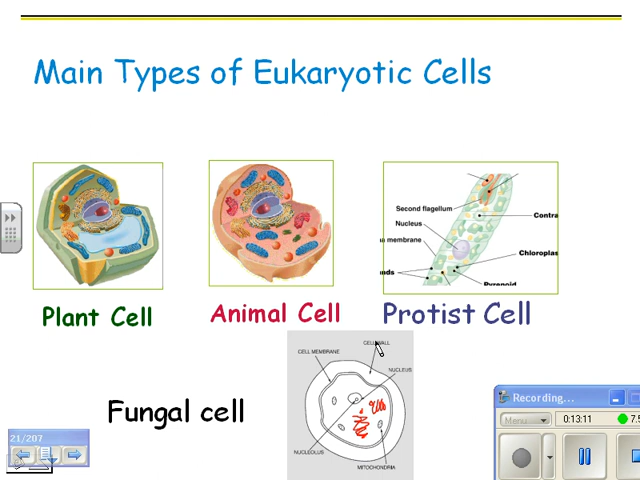 Main Types of Eukaryotic Cells
Second flagellum
Contra
Nucleus
n membrane
Chloroplas
nds
Pyrenoid
Plant Cell
Animal Cell
Protist Cell
CELL WALL
CELL MEMBRANE
NUCLEUS
Fungal cell
NUCLEOLUS
MITOCHONDRIA
Recording...
Menu
0:13:11
7.5
21/207